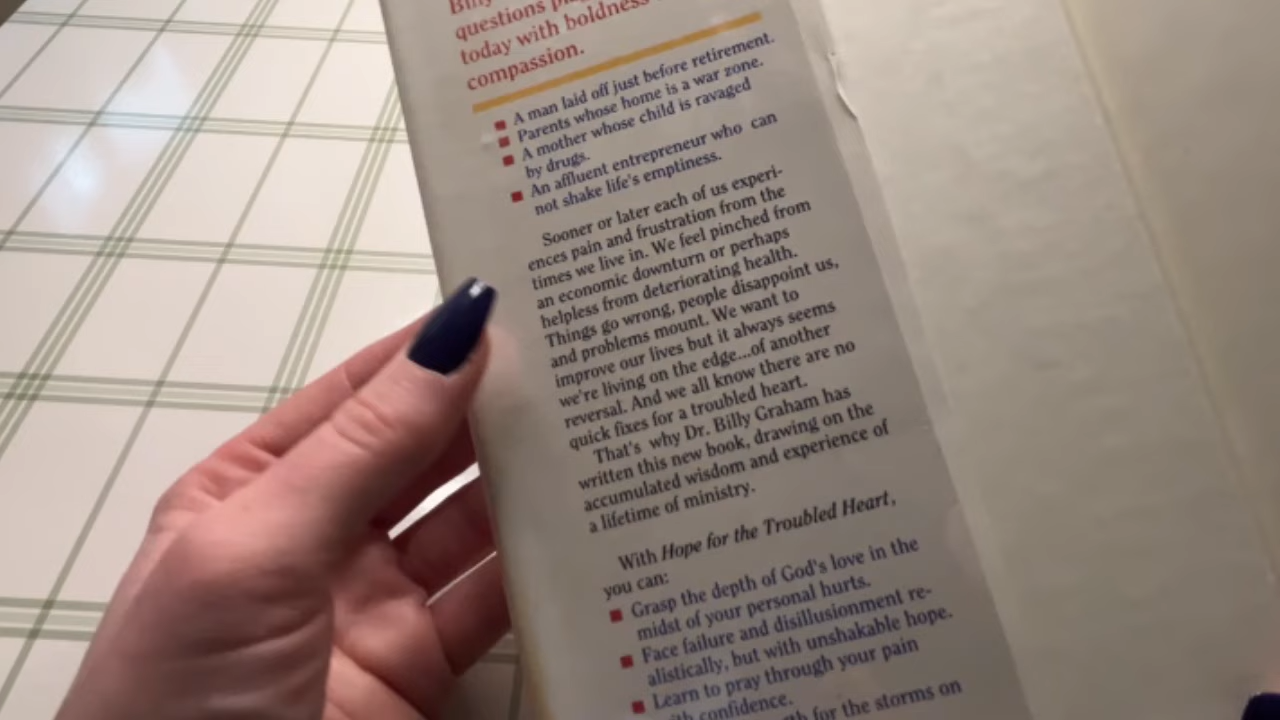 Billy
questions
today with boldness
compassion.
■ A man laid off just before retirement.
■ Parents whose home is a war zone.
■ A mother whose child is ravaged
by drugs.
■ An affluent entrepreneur who can
not shake life's emptiness.
Sooner or later each of us experi-
ences pain and frustration from the
times we live in. We feel pinched from
an economic downturn or perhaps
helpless from deteriorating health.
Things go wrong, people disappoint us,
and problems mount. We want to
improve our lives but it always seems
we're living on the edge...of another
reversal. And we all know there are no
quick fixes for a troubled heart.
That's why Dr. Billy Graham has
written this new book, drawing on the
accumulated wisdom and experience of
a lifetime of ministry.
With Hope for the Troubled Heart,
you can:
■ Grasp the depth of God's love in the
midst of your personal hurts.
■ Face failure and disillusionment re-
alistically, but with unshakable hope.
■ Learn to pray through your pain
with confidence.
for the storms on